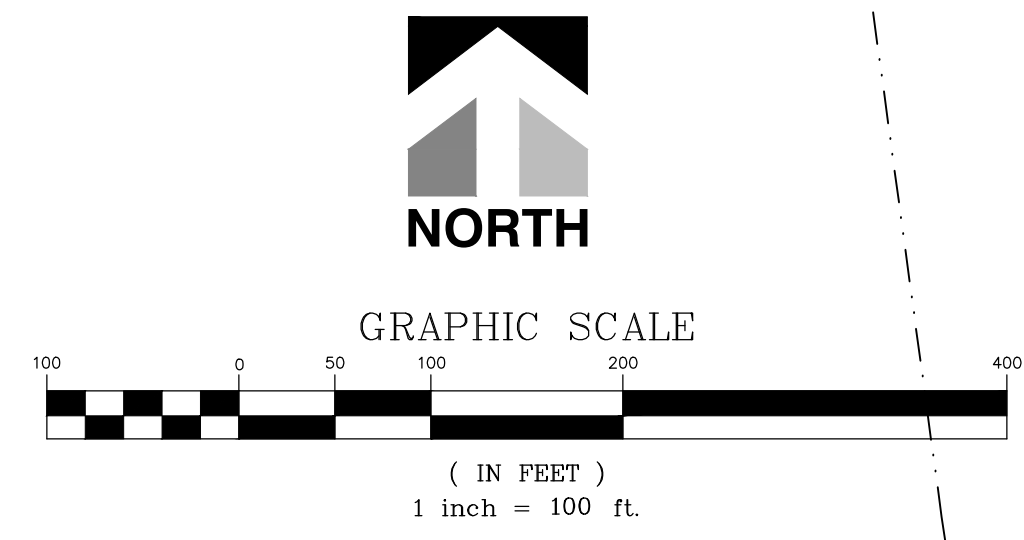 NORTH
GRAPHIC SCALE
100 0 50 100 200 400
( IN FEET )
1 inch = 100 ft.